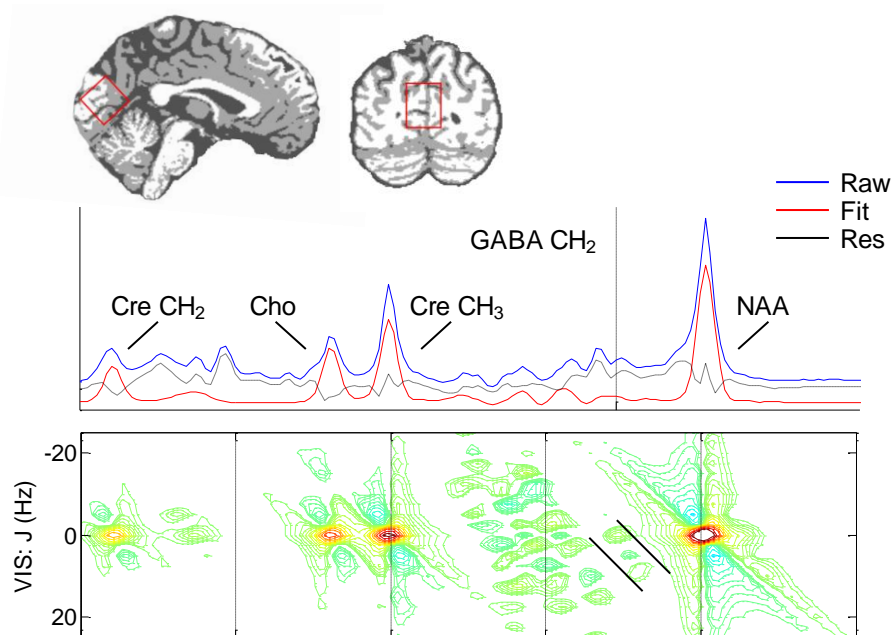 Raw
Fit
Res
GABA CH₂
Cre CH₂
Cho
Cre CH₃
NAA
-20
0
20
VIS: J (Hz)